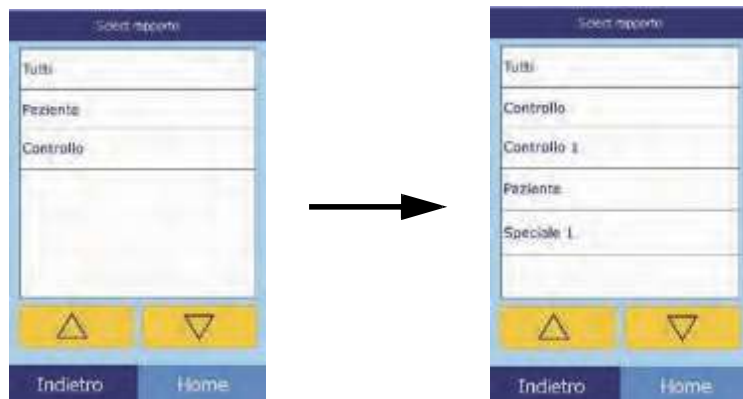 Select rapporto
Tutti
Paziente
Controllo
Indietro
Home
Select rapporto
Tutti
Controllo
Controllo 1
Paziente
Speciale 1
Indietro
Home